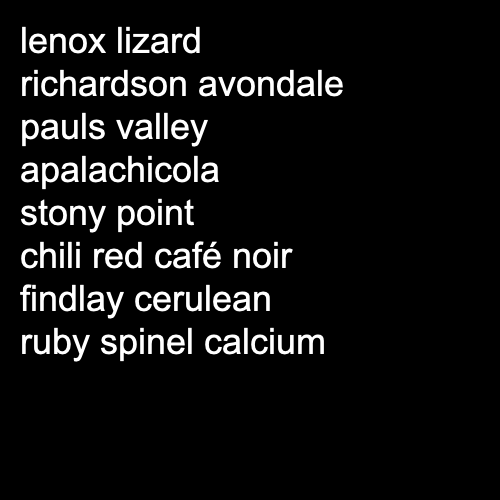 lenox lizard
richardson avondale
pauls valley
apalachicola
stony point
chili red café noir
findlay cerulean
ruby spinel calcium